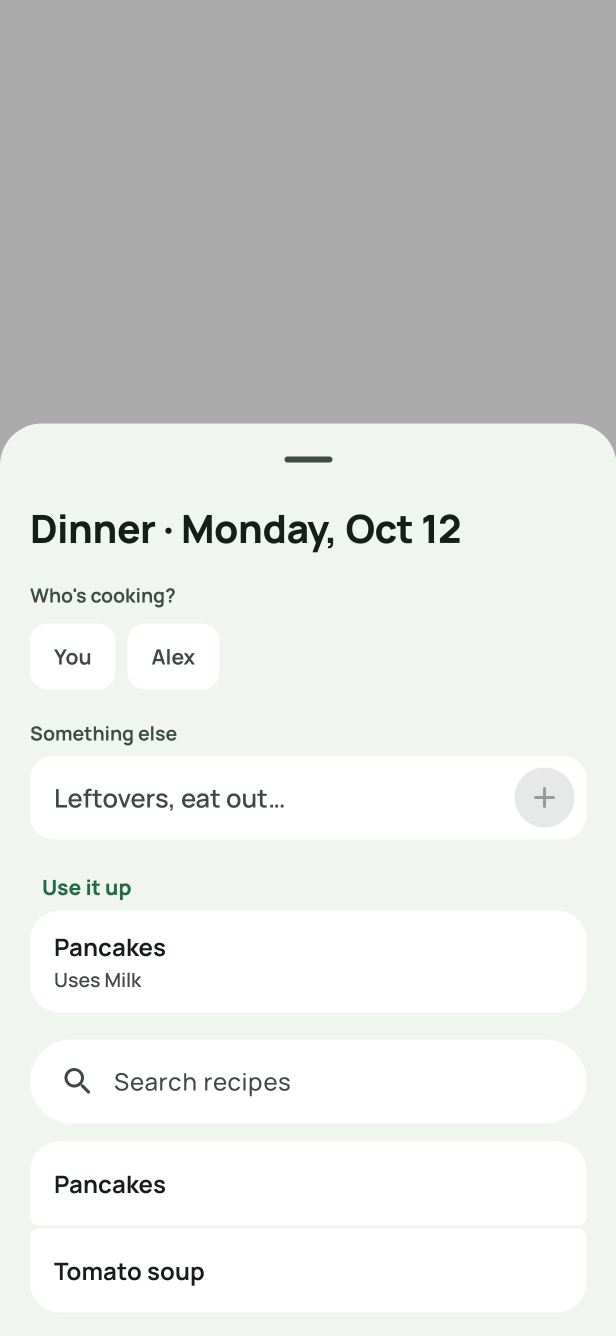 Dinner · Monday, Oct 12
Who's cooking?
You
Alex
Something else
Leftovers, eat out…
Use it up
Pancakes
Uses Milk
Search recipes
Pancakes
Tomato soup